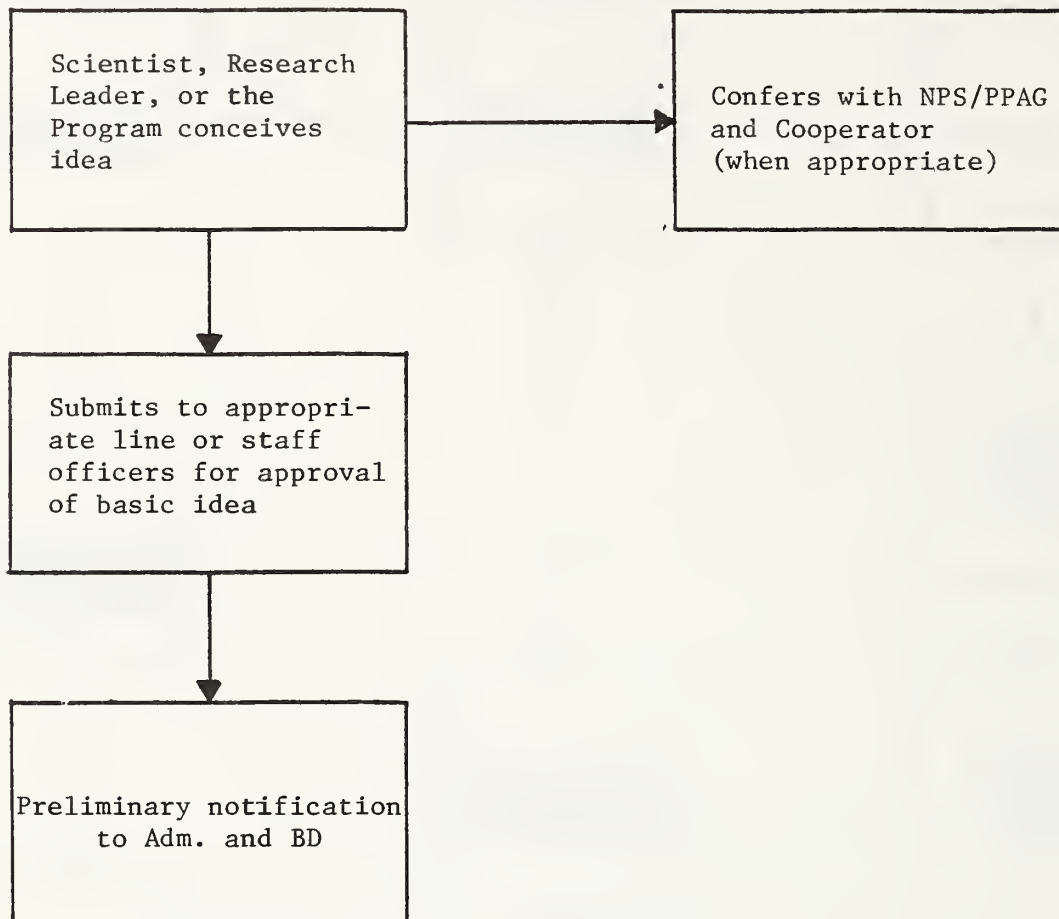 Scientist, Research
Leader, or the
Program conceives
idea
Confers with NPS/PPAG
and Cooperator
(when appropriate)
Submits to appropri-
ate line or staff
officers for approval
of basic idea
Preliminary notification
to Adm. and BD